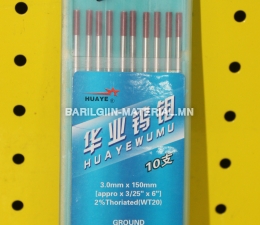 HUAYE
BARILGIIN-MATERIAL.MN
华业钨钼
HUAYEWUMU
10支
3.0mm x 150mm
[appro x 3/25" x 6"]
2%Thoriated(WT20)
GROUND